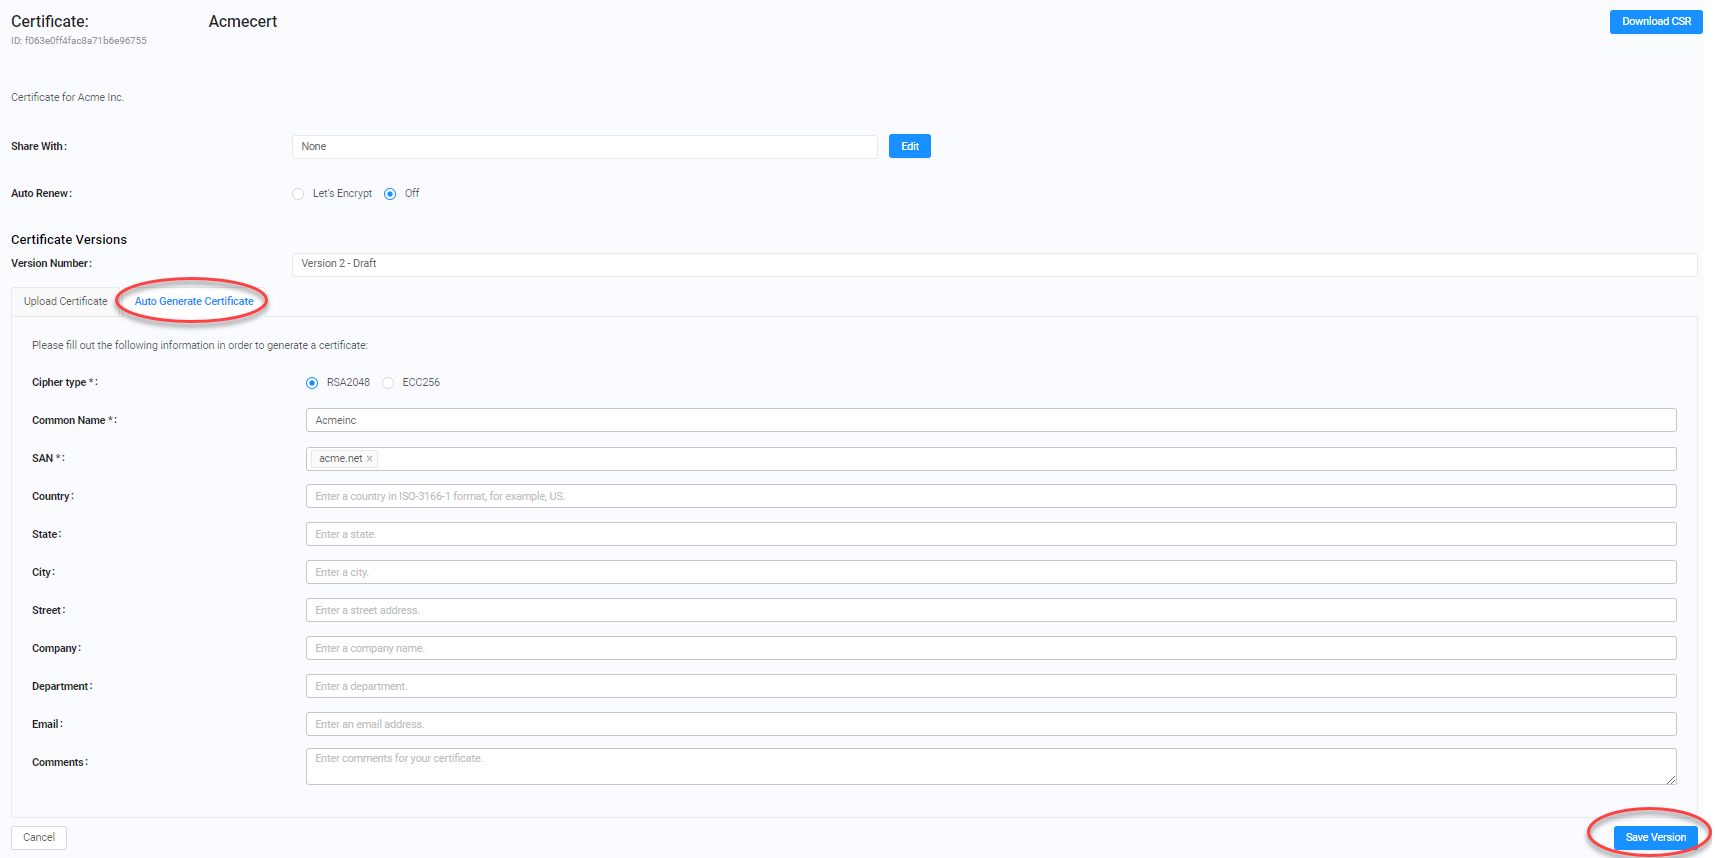 Certificate: Acmecert Download CSR
ID: f063e0ff4fac8a71b6e96755
Certificate for Acme Inc.
Share With: None Edit
Auto Renew: Let's Encrypt Off
Certificate Versions
Version Number: Version 2 - Draft
Upload Certificate Auto Generate Certificate
Please fill out the following information in order to generate a certificate:
Cipher type *: RSA2048 ECC256
Common Name *: Acmeinc
SAN *: acme.net ×
Country: Enter a country in ISO-3166-1 format, for example, US.
State: Enter a state.
City: Enter a city.
Street: Enter a street address.
Company: Enter a company name.
Department: Enter a department.
Email: Enter an email address.
Comments: Enter comments for your certificate.
Cancel Save Version